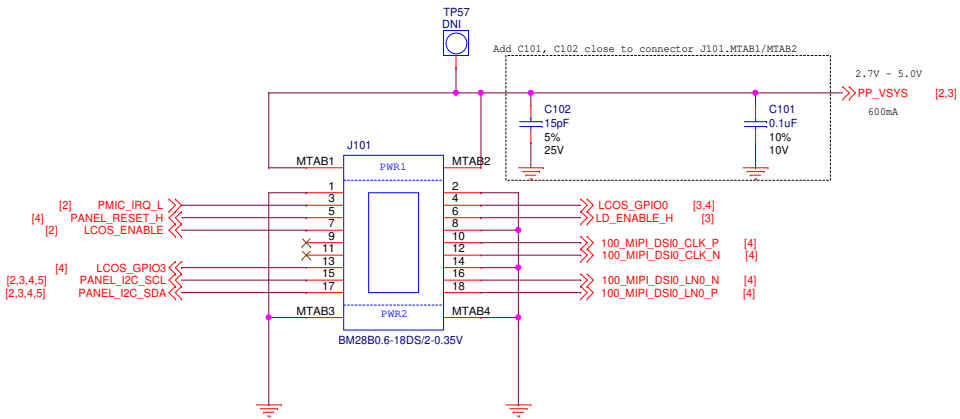 TP57
DNI
Add C101, C102 close to connector J101.MTAB1/MTAB2
2.7V - 5.0V
PP_VSYS [2,3]
600mA
C102
15pF
5%
25V
C101
0.1uF
10%
10V
J101
MTAB1 PWR1 MTAB2
1 2
[2] PMIC_IRQ_L 3 4 LCOS_GPIO0 [3,4]
[4] PANEL_RESET_H 5 6 LD_ENABLE_H [3]
[2] LCOS_ENABLE 7 8
9 10 100_MIPI_DSI0_CLK_P [4]
11 12 100_MIPI_DSI0_CLK_N [4]
[4] LCOS_GPIO3 13 14
[2,3,4,5] PANEL_I2C_SCL 15 16 100_MIPI_DSI0_LN0_N [4]
[2,3,4,5] PANEL_I2C_SDA 17 18 100_MIPI_DSI0_LN0_P [4]
MTAB3 PWR2 MTAB4
BM28B0.6-18DS/2-0.35V